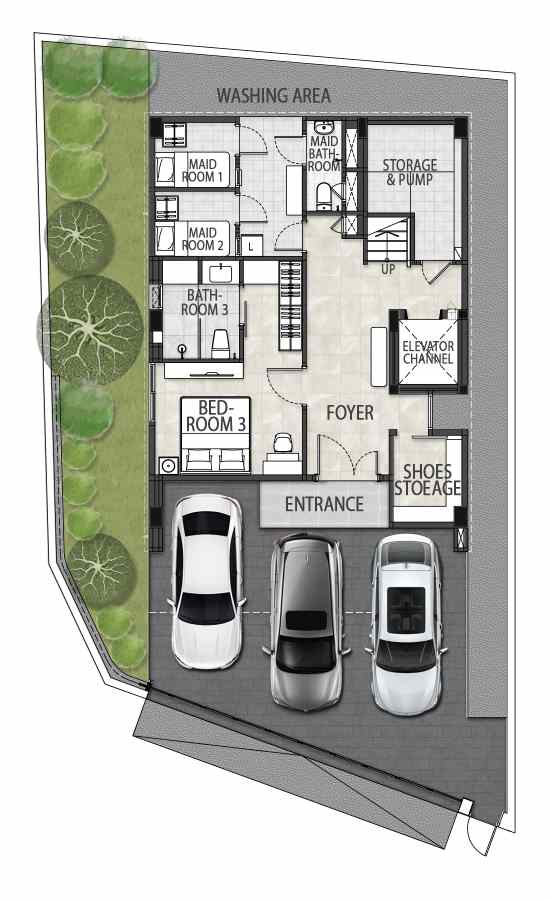 WASHING AREA
MAID
ROOM 1
MAID
BATH-
ROOM
STORAGE
& PUMP
MAID
ROOM 2
L
UP
BATH-
ROOM 3
ELEVATOR
CHANNEL
BED-
ROOM 3
FOYER
SHOES
STOEAGE
ENTRANCE